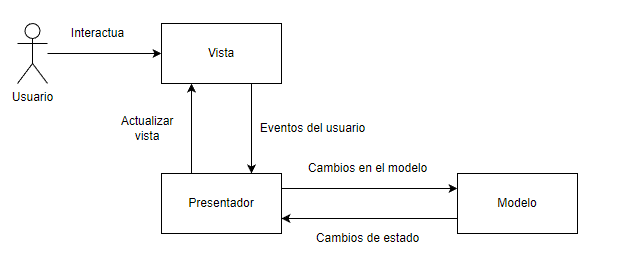 Interactua
Vista
Usuario
Actualizar
vista
Eventos del usuario
Cambios en el modelo
Presentador
Modelo
Cambios de estado